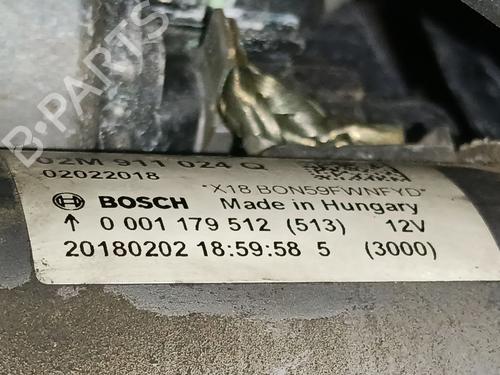 B-PARTS
02M 911 024 Q
02022018
*X18 BON59FWNFYD*
BOSCH
Made in Hungary
↑ 0 001 179 512 (513) 12V
20180202 18:59:58 5 (3000)